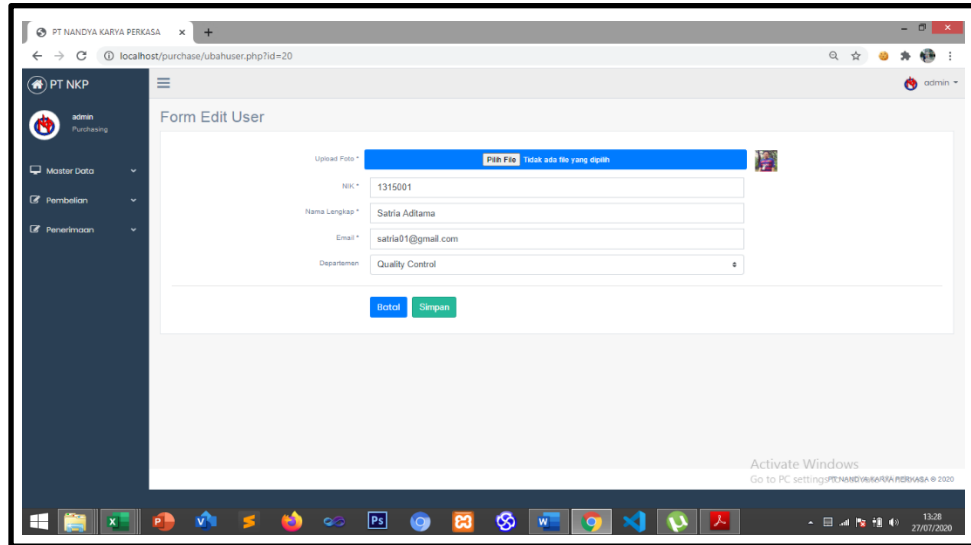 PT NANDYA KARYA PERKASA
localhost/purchase/ubahuser.php?id=20
PT NKP
admin
admin
Purchasing
Form Edit User
Master Data
Pembelian
Penerimaan
Upload Foto *
Pilih File Tidak ada file yang dipilih
NIK *
1315001
Nama Lengkap *
Satria Aditama
Email *
satria01@gmail.com
Departemen
Quality Control
Batal
Simpan
Activate Windows
Go to PC settings
PT NANDYA KARYA PERKASA © 2020
13:28
27/07/2020